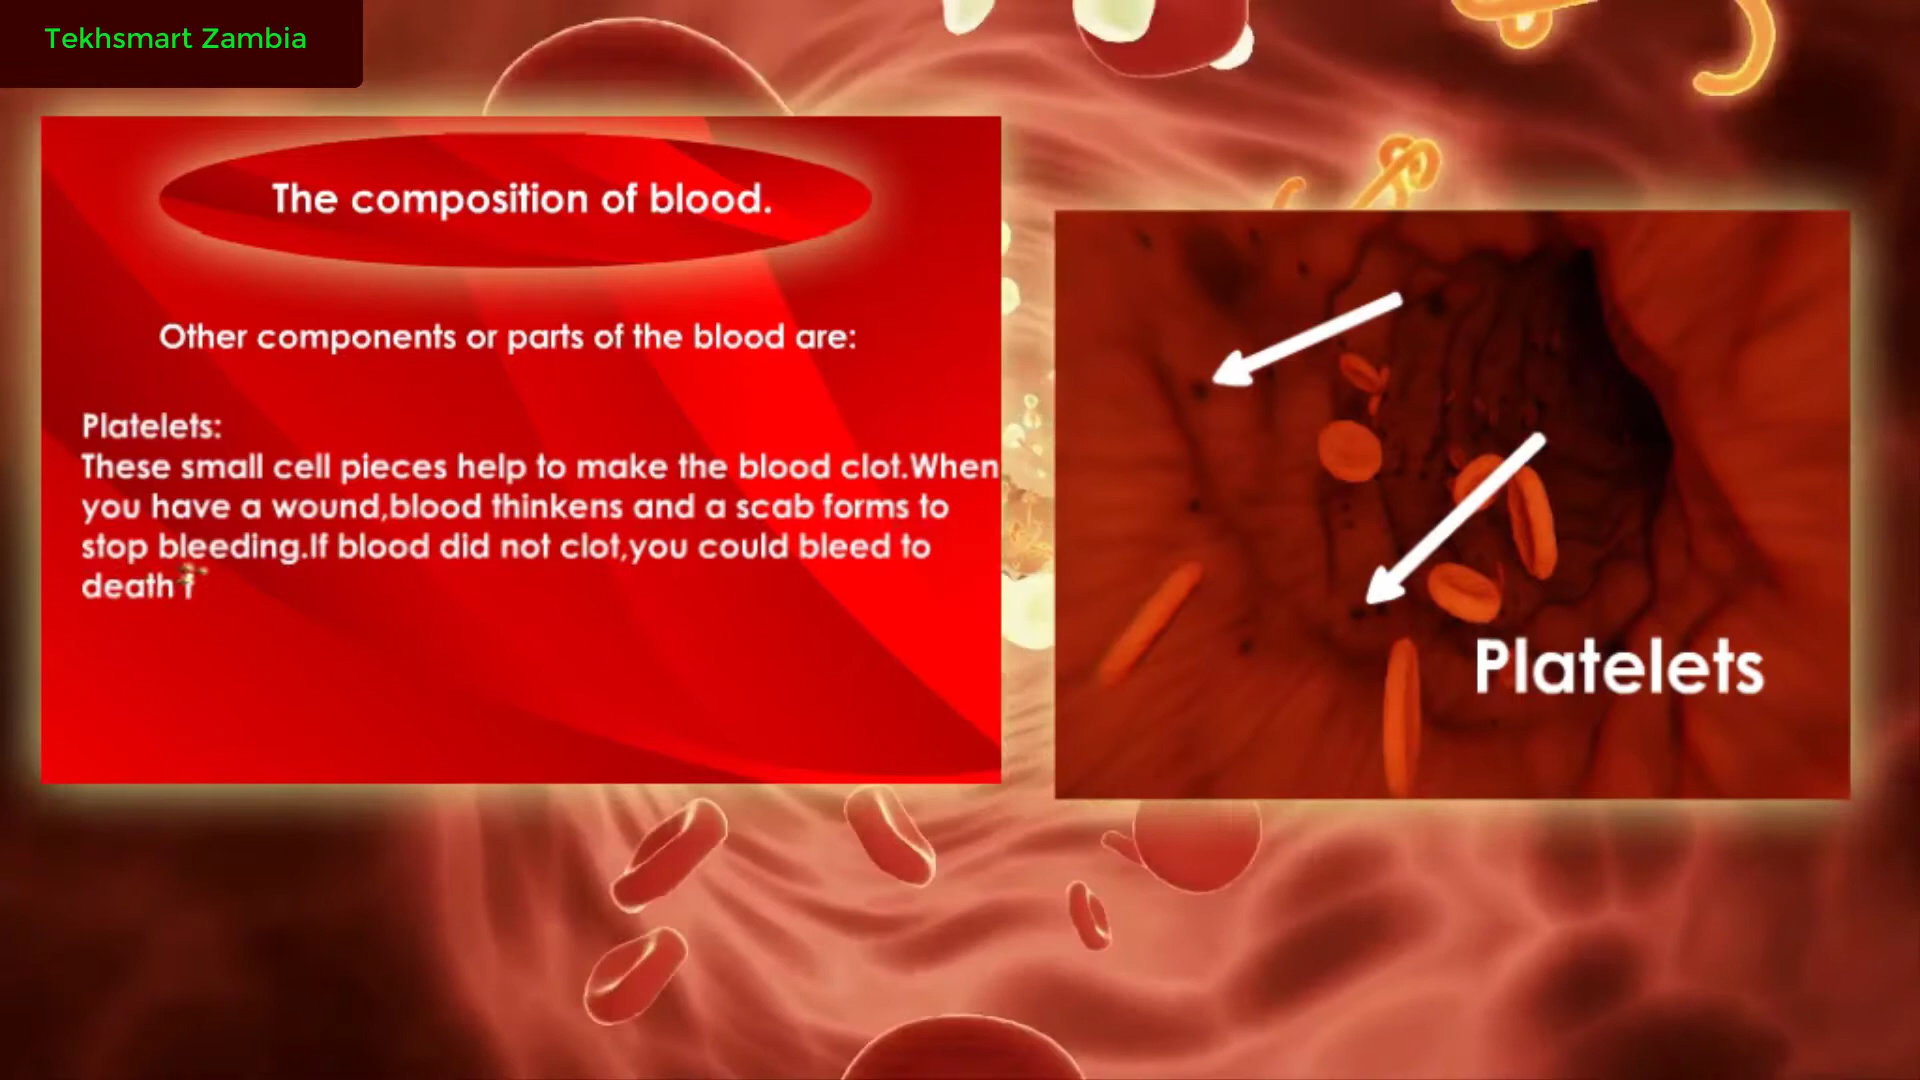 Tekhsmart Zambia
The composition of blood.
Other components or parts of the blood are:
Platelets:
These small cell pieces help to make the blood clot.When
you have a wound,blood thinkens and a scab forms to
stop bleeding.If blood did not clot,you could bleed to
death
Platelets